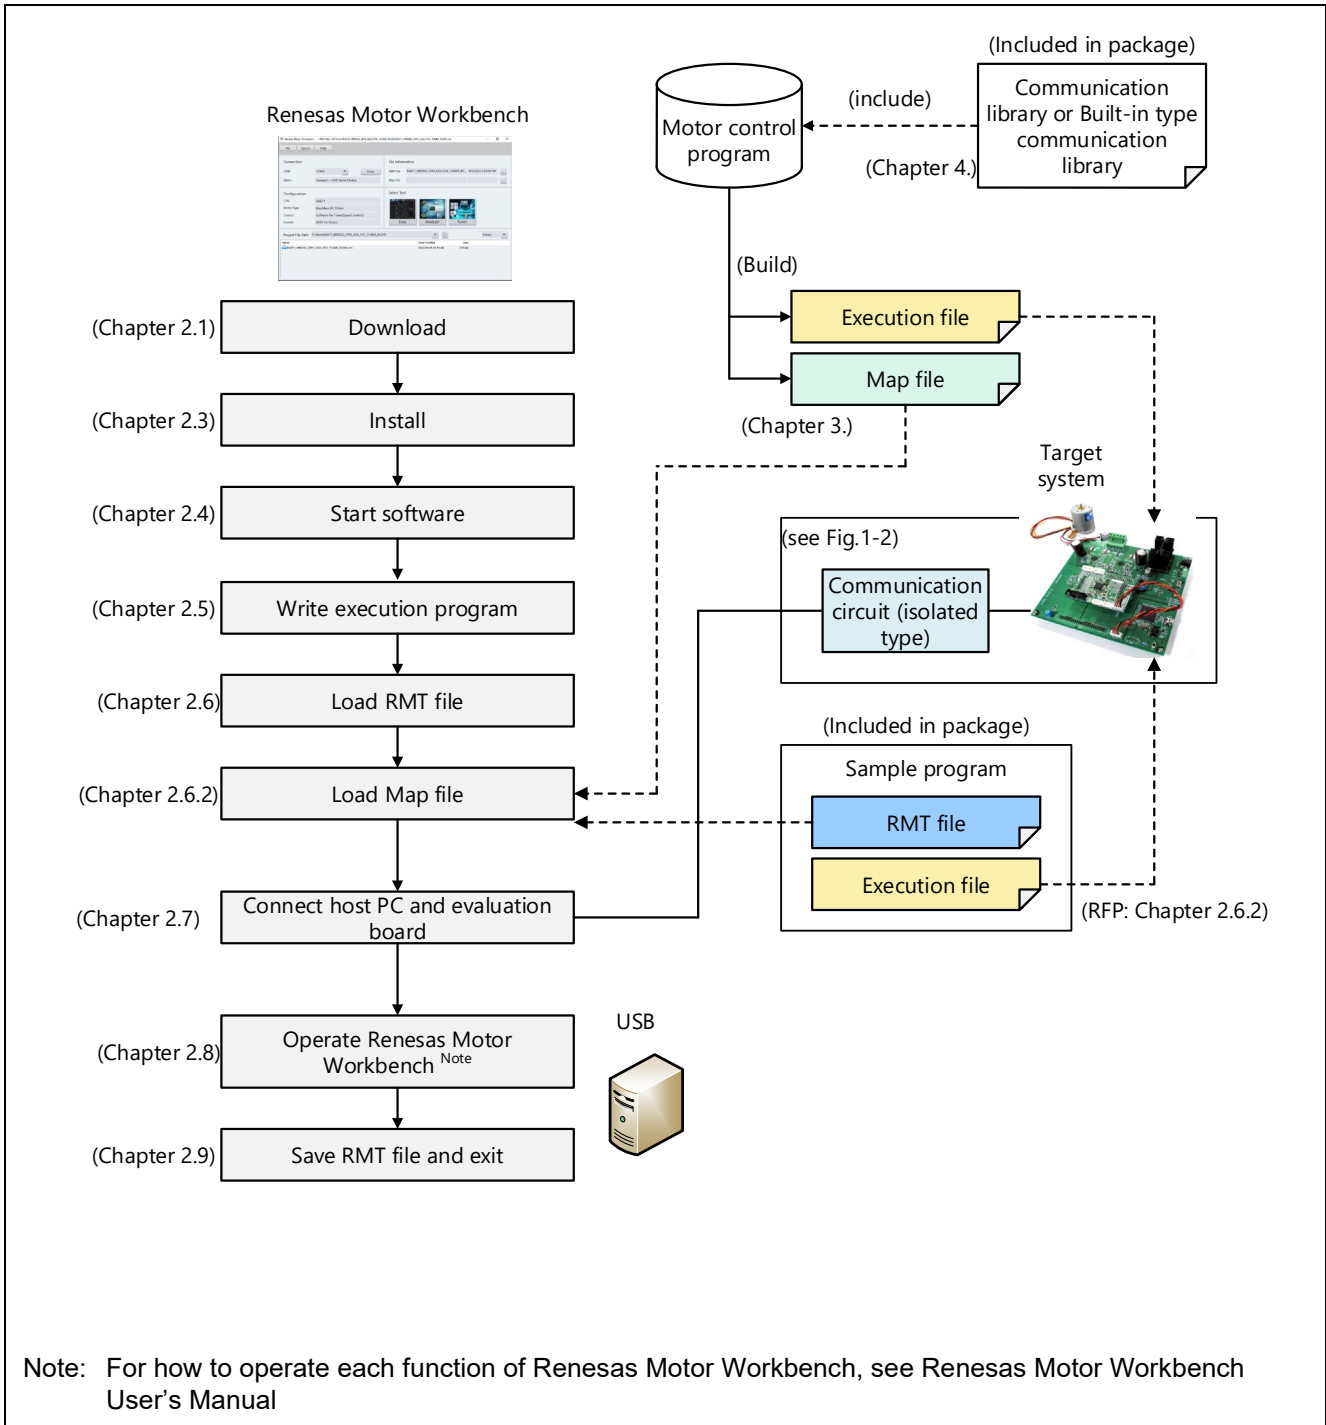 (Included in package)
Communication
library or Built-in type
communication
library
(include)
(Chapter 4.)
Motor control
program
Renesas Motor Workbench
(Build)
Execution file
Map file
(Chapter 3.)
(Chapter 2.1)
Download
(Chapter 2.3)
Install
(Chapter 2.4)
Start software
(Chapter 2.5)
Write execution program
(Chapter 2.6)
Load RMT file
(Chapter 2.6.2)
Load Map file
(Chapter 2.7)
Connect host PC and evaluation
board
(Chapter 2.8)
Operate Renesas Motor
Workbench Note
(Chapter 2.9)
Save RMT file and exit
Target
system
(see Fig.1-2)
Communication
circuit (isolated
type)
(Included in package)
Sample program
RMT file
Execution file
(RFP: Chapter 2.6.2)
USB
Note: For how to operate each function of Renesas Motor Workbench, see Renesas Motor Workbench
User's Manual